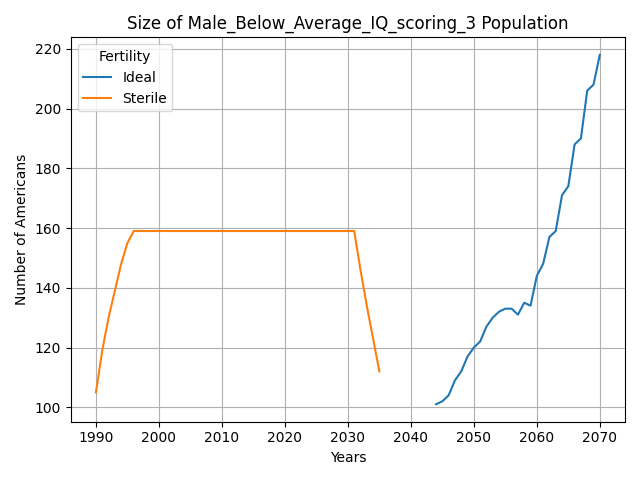 Size of Male_Below_Average_IQ_scoring_3 Population
Fertility
Ideal
Sterile
Number of Americans
220
200
180
160
140
120
100
1990
2000
2010
2020
2030
2040
2050
2060
2070
Years